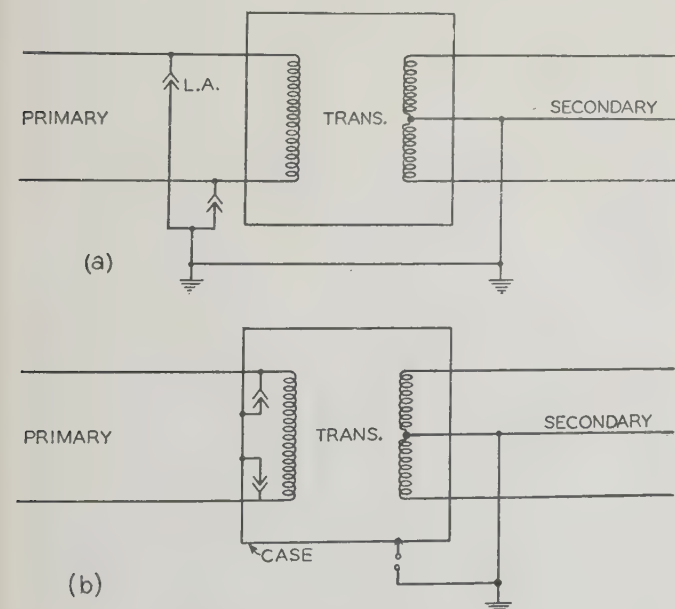 L.A.
PRIMARY
TRANS.
SECONDARY
(a)
PRIMARY
TRANS.
SECONDARY
CASE
(b)